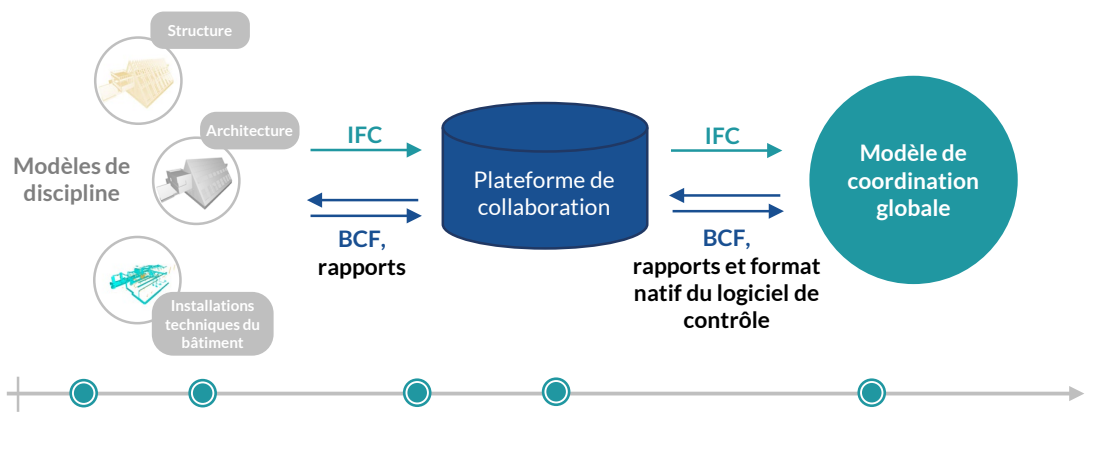 Structure
Architecture
Modèles de
discipline
Installations
techniques du
bâtiment
IFC
BCF,
rapports
Plateforme de
collaboration
IFC
BCF,
rapports et format
natif du logiciel de
contrôle
Modèle de
coordination
globale